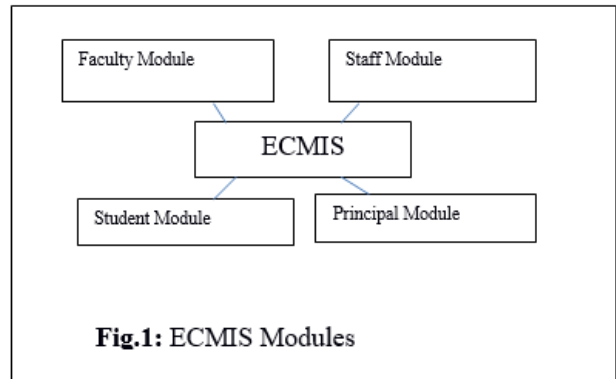 Faculty Module
Staff Module
ECMIS
Student Module
Principal Module
Fig.1: ECMIS Modules